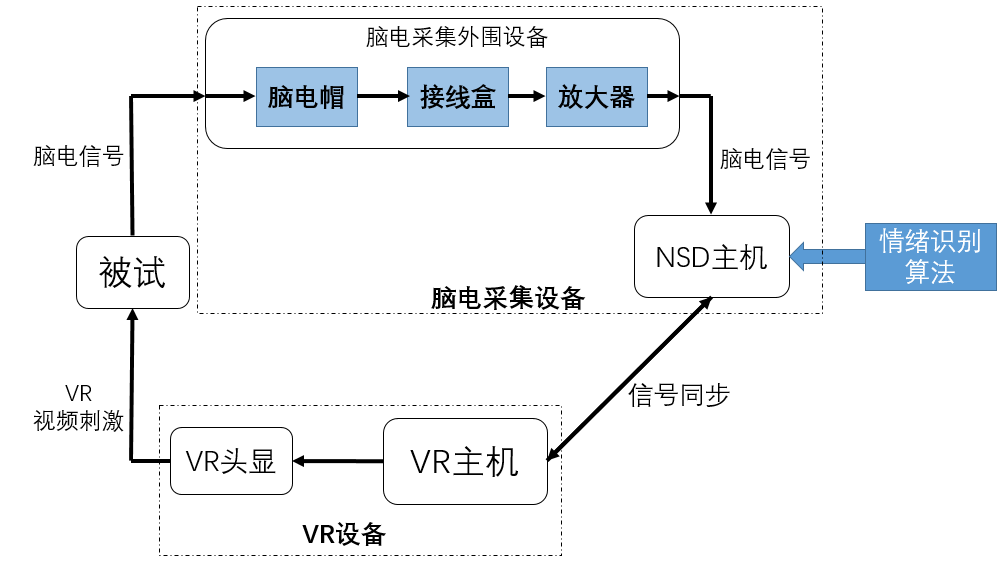 脑电采集外围设备
脑电帽
接线盒
放大器
脑电信号
脑电信号
被试
NSD主机
情绪识别
算法
脑电采集设备
VR
视频刺激
信号同步
VR头显
VR主机
VR设备